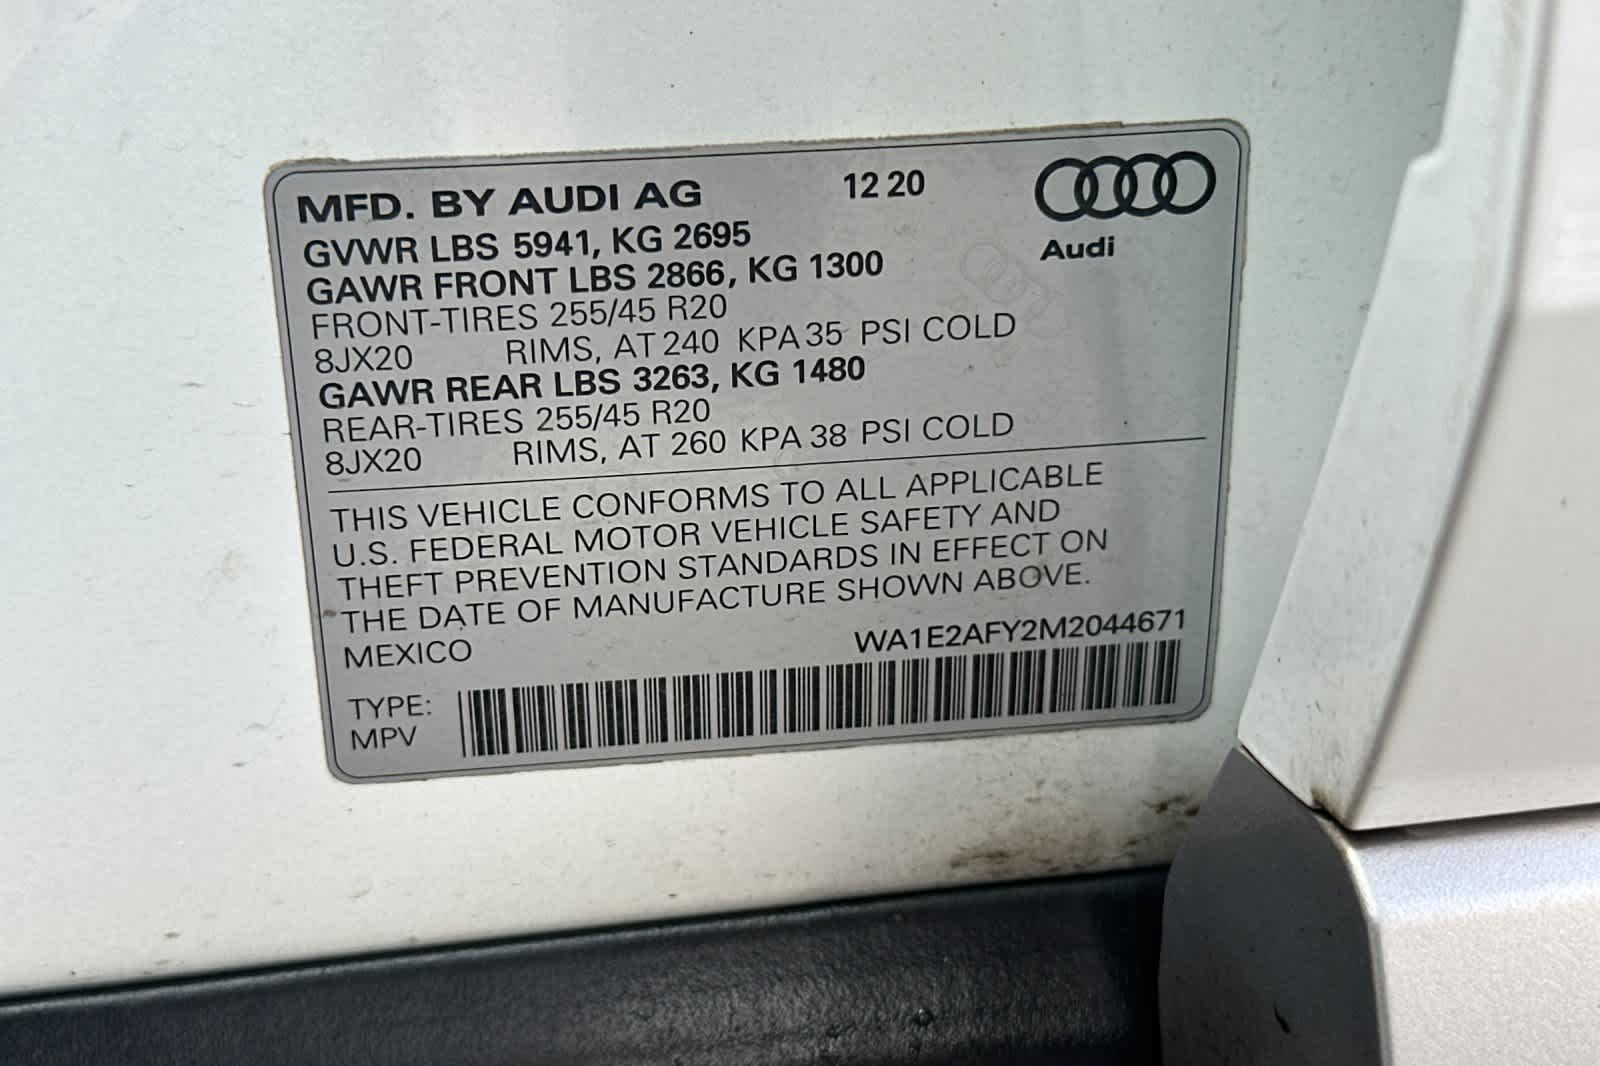 MFD. BY AUDI AG 12 20
Audi
GVWR LBS 5941, KG 2695
GAWR FRONT LBS 2866, KG 1300
FRONT-TIRES 255/45 R20
8JX20 RIMS, AT 240 KPA 35 PSI COLD
GAWR REAR LBS 3263, KG 1480
REAR-TIRES 255/45 R20
8JX20 RIMS, AT 260 KPA 38 PSI COLD
THIS VEHICLE CONFORMS TO ALL APPLICABLE
U.S. FEDERAL MOTOR VEHICLE SAFETY AND
THEFT PREVENTION STANDARDS IN EFFECT ON
THE DATE OF MANUFACTURE SHOWN ABOVE.
MEXICO WA1E2AFY2M2044671
TYPE:
MPV